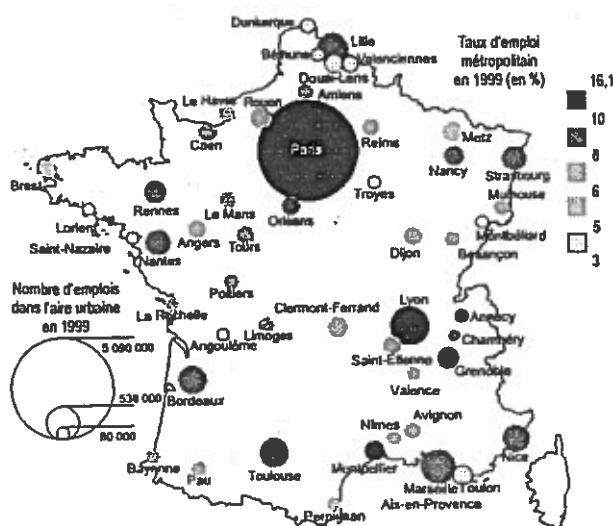 Dunkerque
Lille
Béthune
Valenciennes
Douai-Lens
Amiens
Taux d'emploi
métropolitain
en 1999 (en %)
16,1
10
8
6
5
3
Le Havre
Rouen
Caen
Paris
Reims
Metz
Nancy
Strasbourg
Mulhouse
Montbéliard
Besançon
Brest
Rennes
Le Mans
Orléans
Troyes
Lorient
Saint-Nazaire
Nantes
Angers
Tours
Dijon
Nombre d'emplois
dans l'aire urbaine
en 1999
5 090 000
536 000
80 000
La Rochelle
Poitiers
Angoulême
Limoges
Clermont-Ferrand
Lyon
Annecy
Chambéry
Saint-Etienne
Grenoble
Valence
Bordeaux
Bayonne
Pau
Toulouse
Nîmes
Avignon
Montpellier
Nice
Marseille
Toulon
Aix-en-Provence
Perpignan